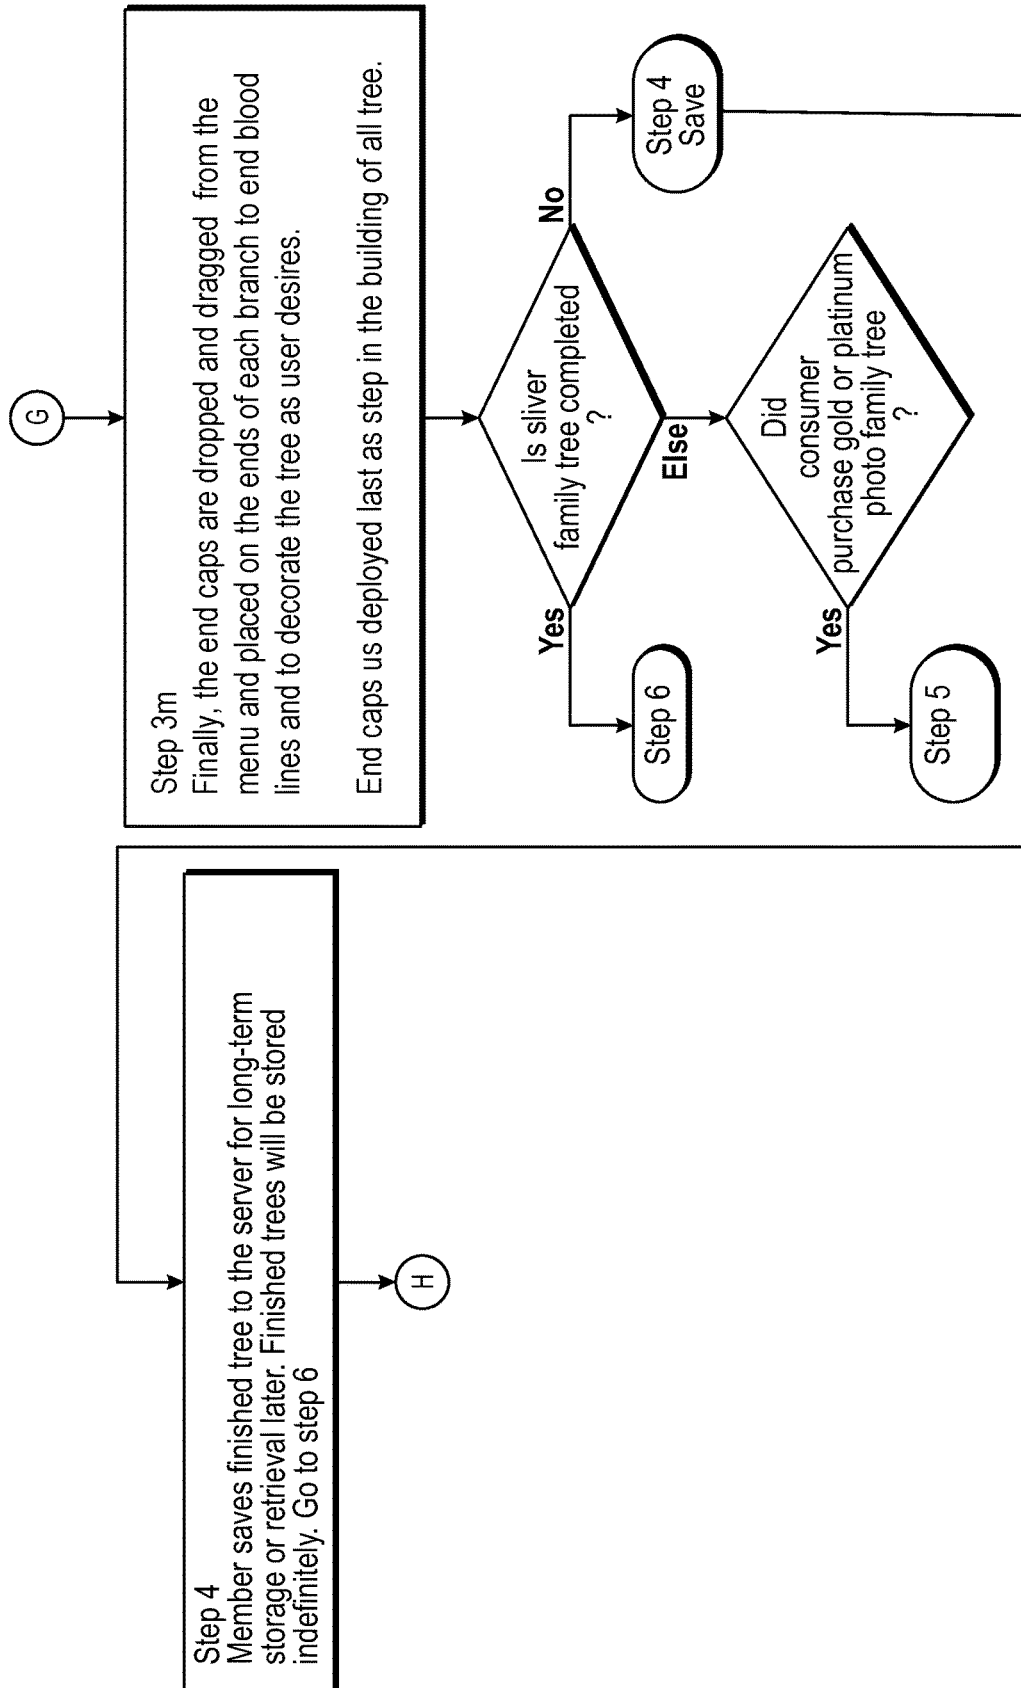 G
Step 3m
Finally, the end caps are dropped and dragged from the
menu and placed on the ends of each branch to end blood
lines and to decorate the tree as user desires.
End caps us deployed last as step in the building of all tree.
Is sliver
family tree completed
?
Yes
No
Else
Step 6
Step 4
Save
Did
consumer
purchase gold or platinum
photo family tree
?
Yes
Step 5
Step 4
Member saves finished tree to the server for long-term
storage or retrieval later. Finished trees will be stored
indefinitely. Go to step 6
H